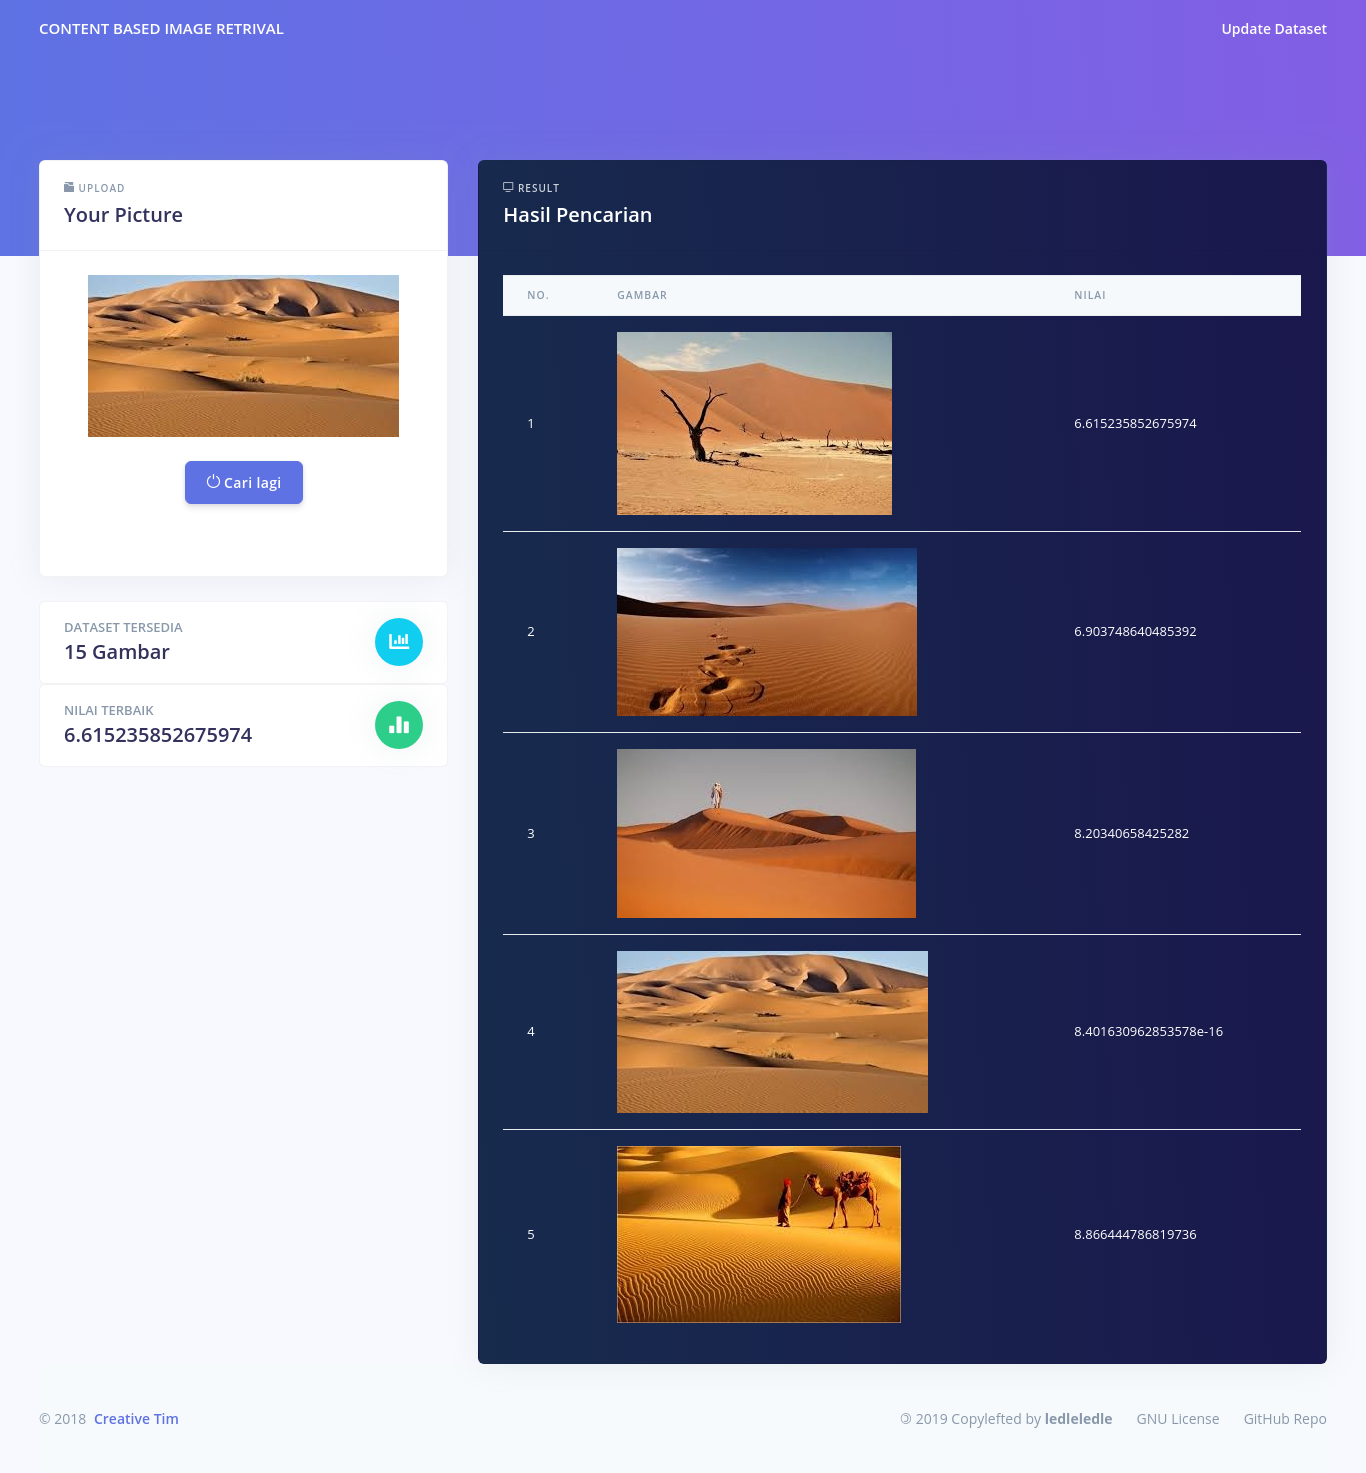 CONTENT BASED IMAGE RETRIVAL
Update Dataset
UPLOAD
Your Picture
Cari lagi
DATASET TERSEDIA
15 Gambar
NILAI TERBAIK
6.615235852675974
RESULT
Hasil Pencarian
NO. GAMBAR NILAI
1 6.615235852675974
2 6.903748640485392
3 8.20340658425282
4 8.401630962853578e-16
5 8.866444786819736
© 2018 Creative Tim
🄯 2019 Copylefted by ledleledle GNU License GitHub Repo